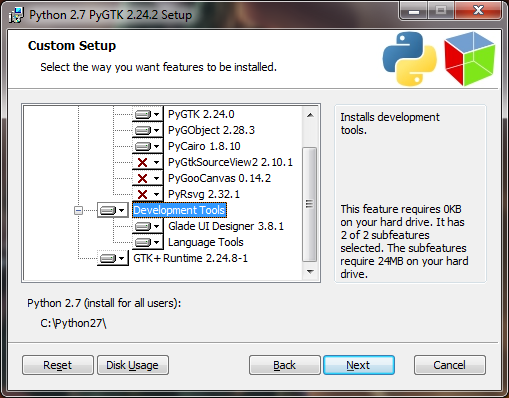 Python 2.7 PyGTK 2.24.2 Setup
Custom Setup
Select the way you want features to be installed.
PyGTK 2.24.0
PyGObject 2.28.3
PyCairo 1.8.10
PyGtkSourceView2 2.10.1
PyGooCanvas 0.14.2
PyRsvg 2.32.1
Development Tools
Glade UI Designer 3.8.1
Language Tools
GTK+ Runtime 2.24.8-1
Installs development
tools.
This feature requires 0KB
on your hard drive. It has
2 of 2 subfeatures
selected. The subfeatures
require 24MB on your hard
drive.
Python 2.7 (install for all users):
C:\Python27\
Reset
Disk Usage
Back
Next
Cancel